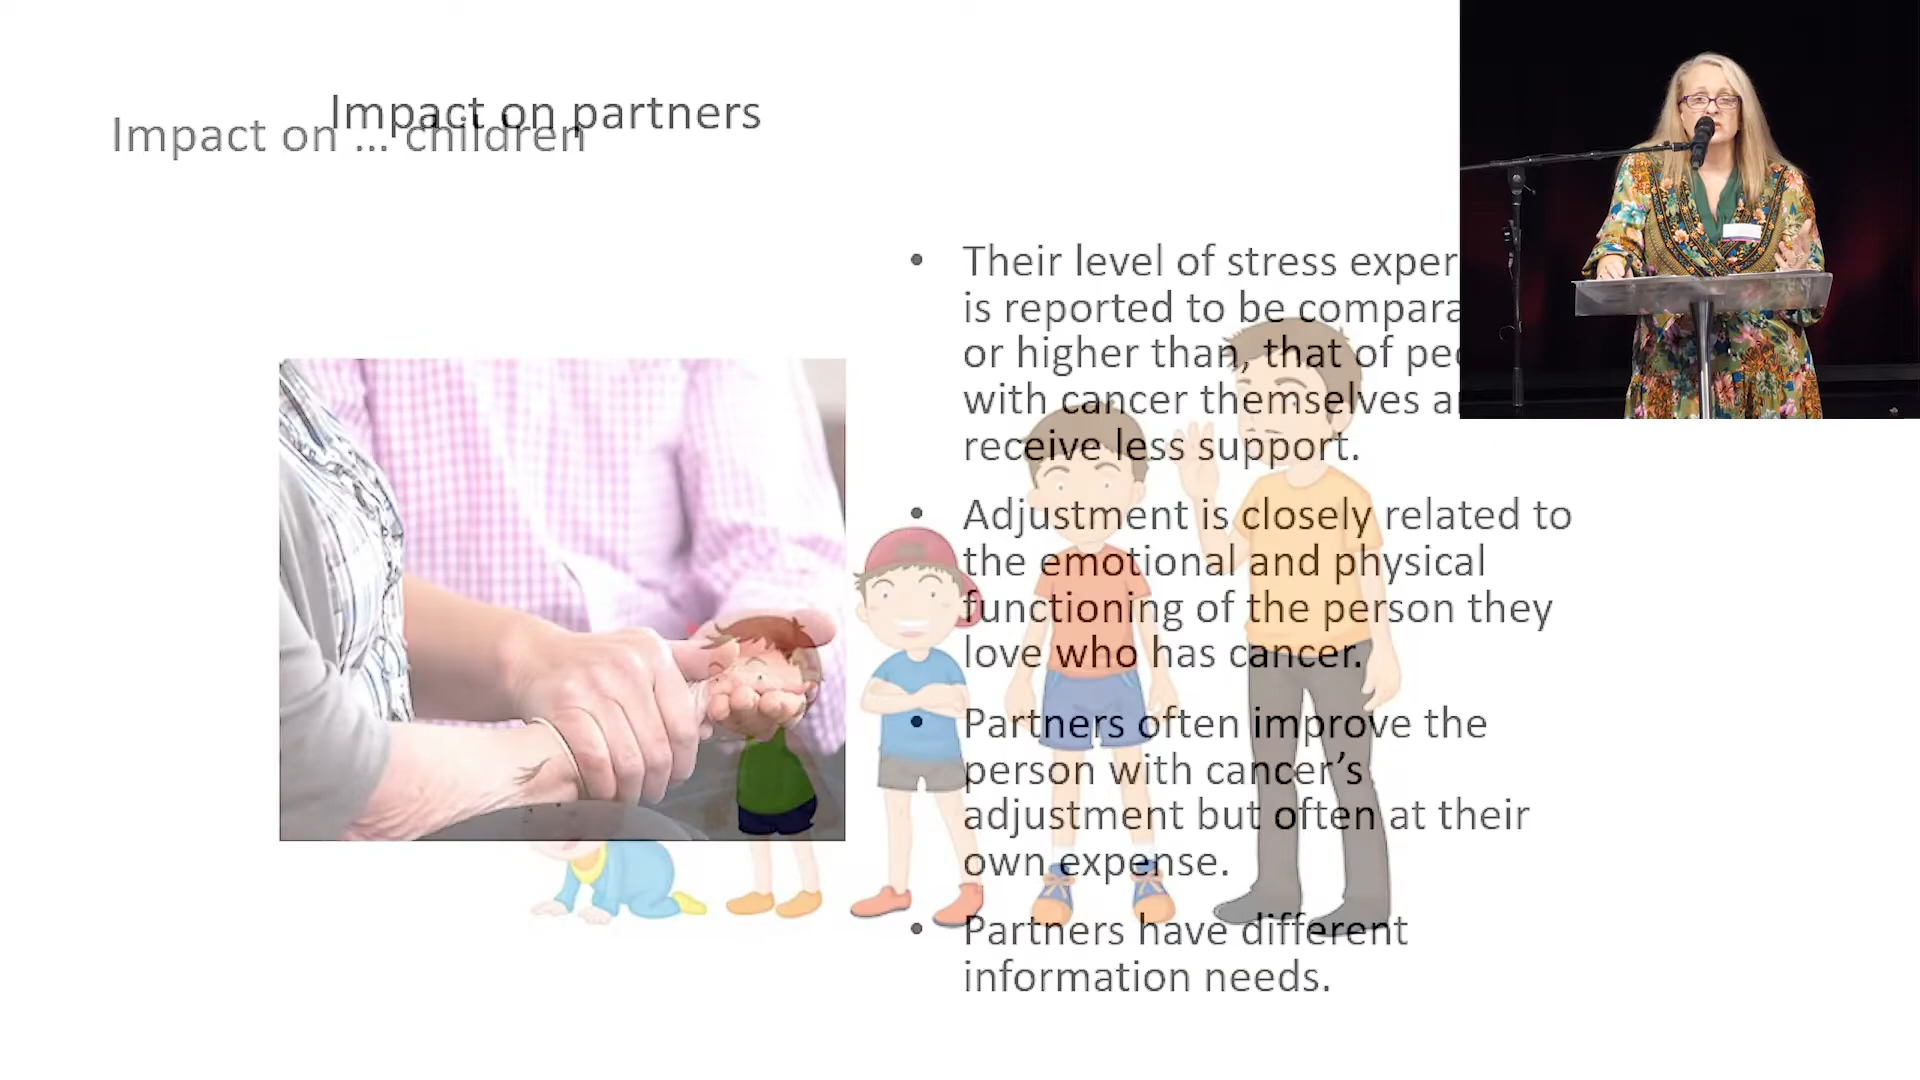 Impact on partners
Impact on ... children
• Their level of stress
is reported to be
or higher than, that of
with cancer themselves
receive less support.
• Adjustment is closely related to
the emotional and physical
functioning of the person they
love who has cancer.
• Partners often improve the
person with cancer’s
adjustment but often at their
own expense.
• Partners have different
information needs.